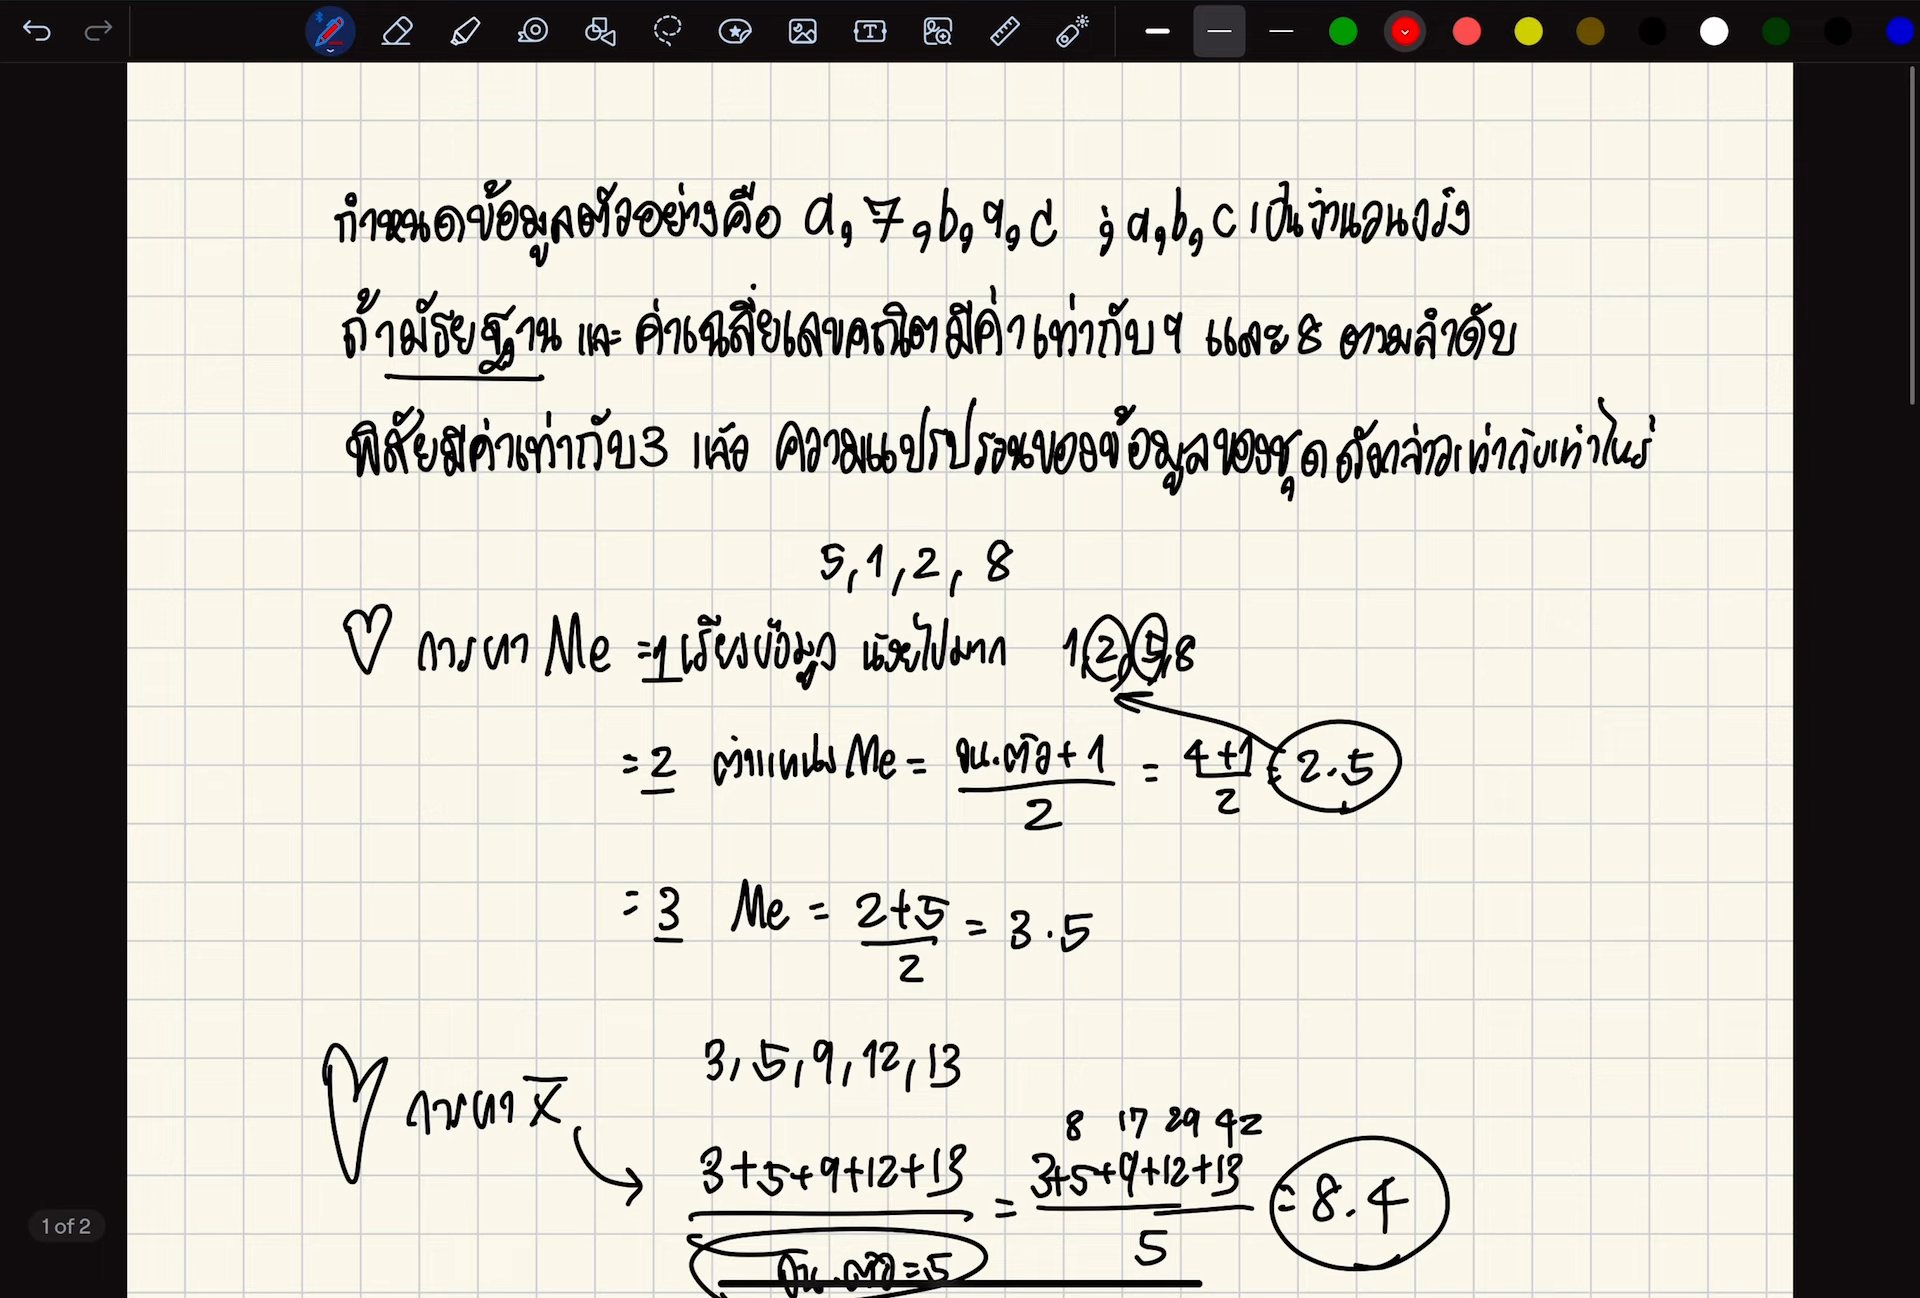 กำหนดข้อมูลตัวอย่างคือ a, 7, b, 9, c ; a, b, c เป็นจำนวนจริง
ถ้ามัธยฐาน และ ค่าเฉลี่ยเลขคณิตมีค่าเท่ากับ 9 และ 8 ตามลำดับ
พิสัยมีค่าเท่ากับ 3 แล้ว ความแปรปรวนของข้อมูลของชุดดังกล่าวเท่ากับเท่าไหร่
5, 1, 2, 8
การหา Me = 1 เรียงข้อมูล น้อยไปมาก 1, 2, 5, 8
= 2 ตำแหน่ง Me = จน.ตัว + 1 / 2 = 4 + 1 / 2 = 2.5
= 3 Me = 2+5 / 2 = 3.5
3, 5, 9, 12, 13
การหา x̄
8 17 29 42
3+5+9+12+13 / จน.ตัว = 5 = 3+5+9+12+13 / 5 = 8.4
1 of 2